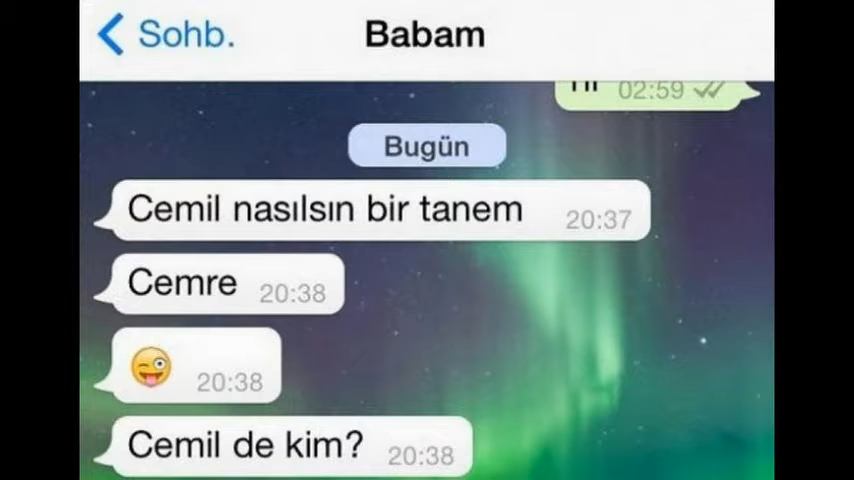 Sohb.
Babam
02:59
Bugün
Cemil nasılsın bir tanem 20:37
Cemre 20:38
😜 20:38
Cemil de kim? 20:38